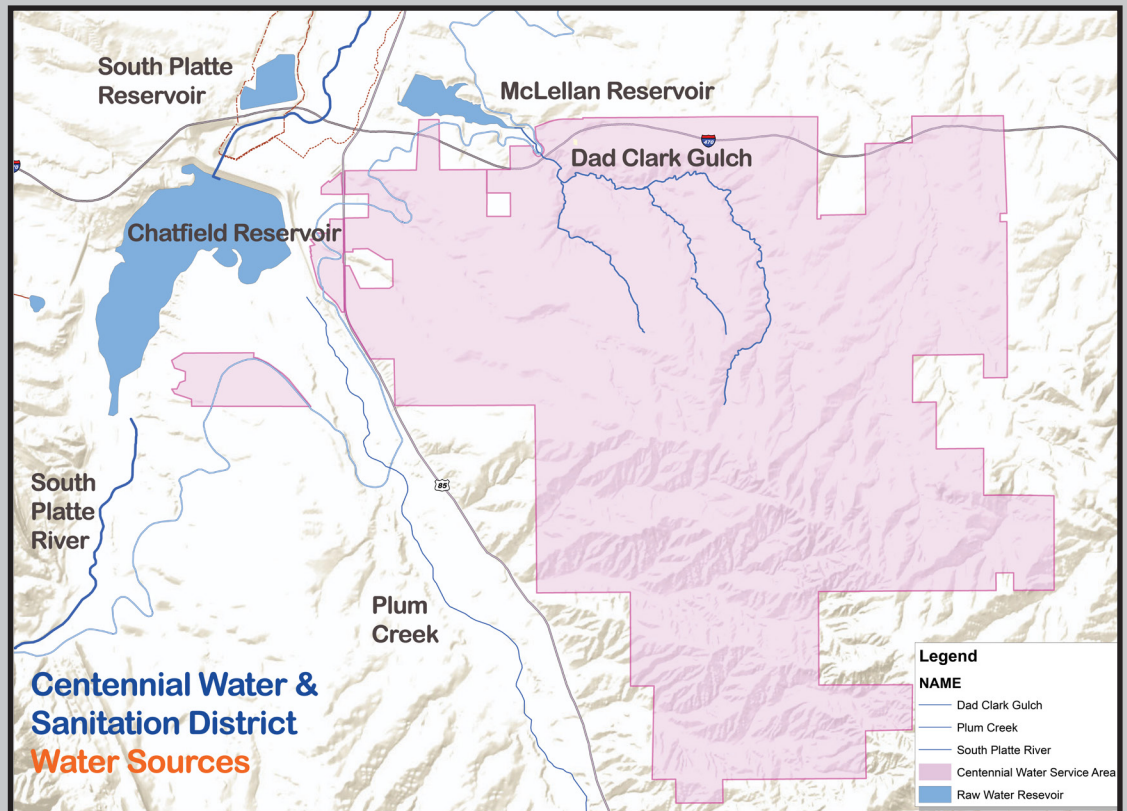 South Platte
Reservoir
McLellan Reservoir
470
Dad Clark Gulch
Chatfield Reservoir
South
Platte
River
85
Plum
Creek
Centennial Water &
Sanitation District
Water Sources
Legend
NAME
Dad Clark Gulch
Plum Creek
South Platte River
Centennial Water Service Area
Raw Water Resevoir